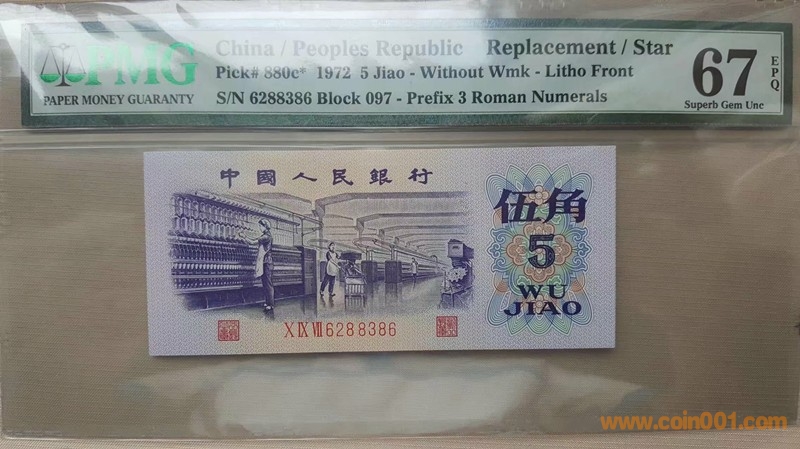 PMG
PAPER MONEY GUARANTY
China / Peoples Republic Replacement / Star
Pick# 880c* 1972 5 Jiao - Without Wmk - Litho Front
S/N 6288386 Block 097 - Prefix 3 Roman Numerals
67
EPQ
Superb Gem Unc
中國人民銀行
伍角
5
WU
JIAO
X IX VII 6288386
www.coin001.com